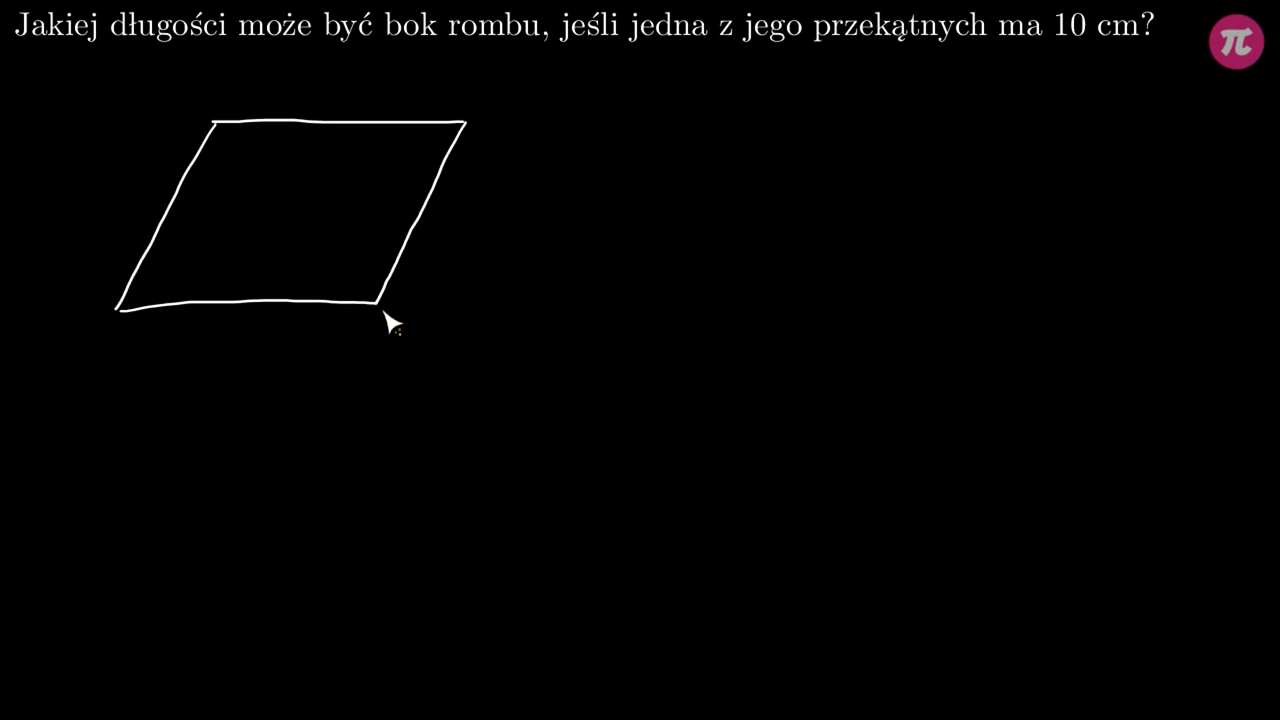 Jakiej długości może być bok rombu, jeśli jedna z jego przekątnych ma 10 cm?
π